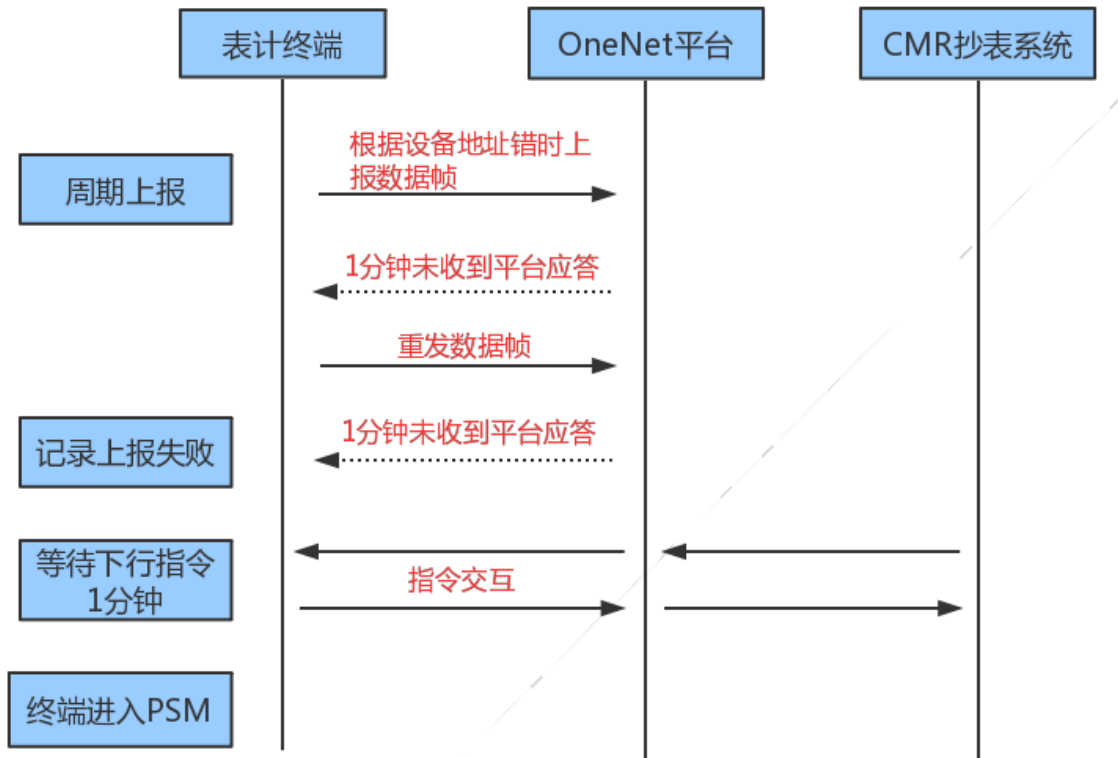 表计终端
OneNet平台
CMR抄表系统
根据设备地址错时上
报数据帧
周期上报
1分钟未收到平台应答
重发数据帧
1分钟未收到平台应答
记录上报失败
等待下行指令
1分钟
指令交互
终端进入PSM